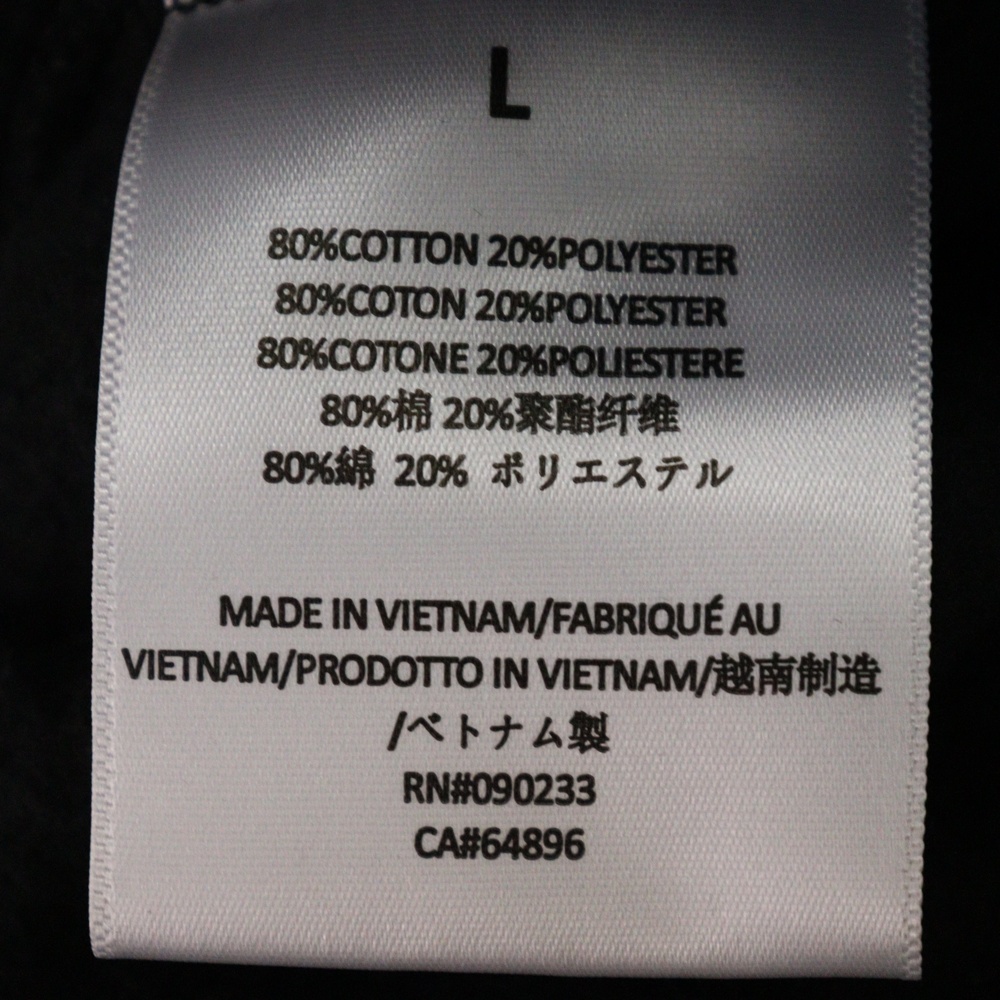 L
80%COTTON 20%POLYESTER
80%COTON 20%POLYESTER
80%COTONE 20%POLIESTERE
80%棉 20%聚酯纤维
80%綿 20% ポリエステル
MADE IN VIETNAM/FABRIQUÉ AU
VIETNAM/PRODOTTO IN VIETNAM/越南制造
/ベトナム製
RN#090233
CA#64896